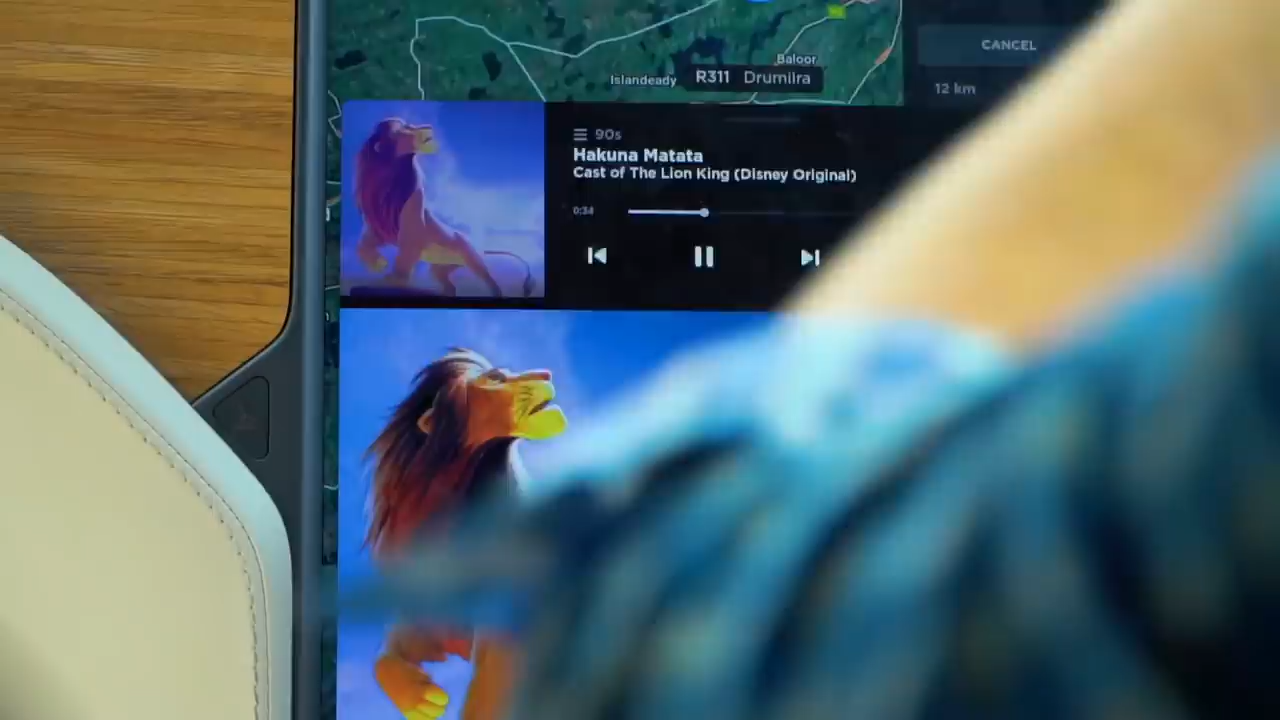 CANCEL
Baloor
Islandeady
R311 Drumilra
12 km
90s
Hakuna Matata
Cast of The Lion King (Disney Original)
0:34